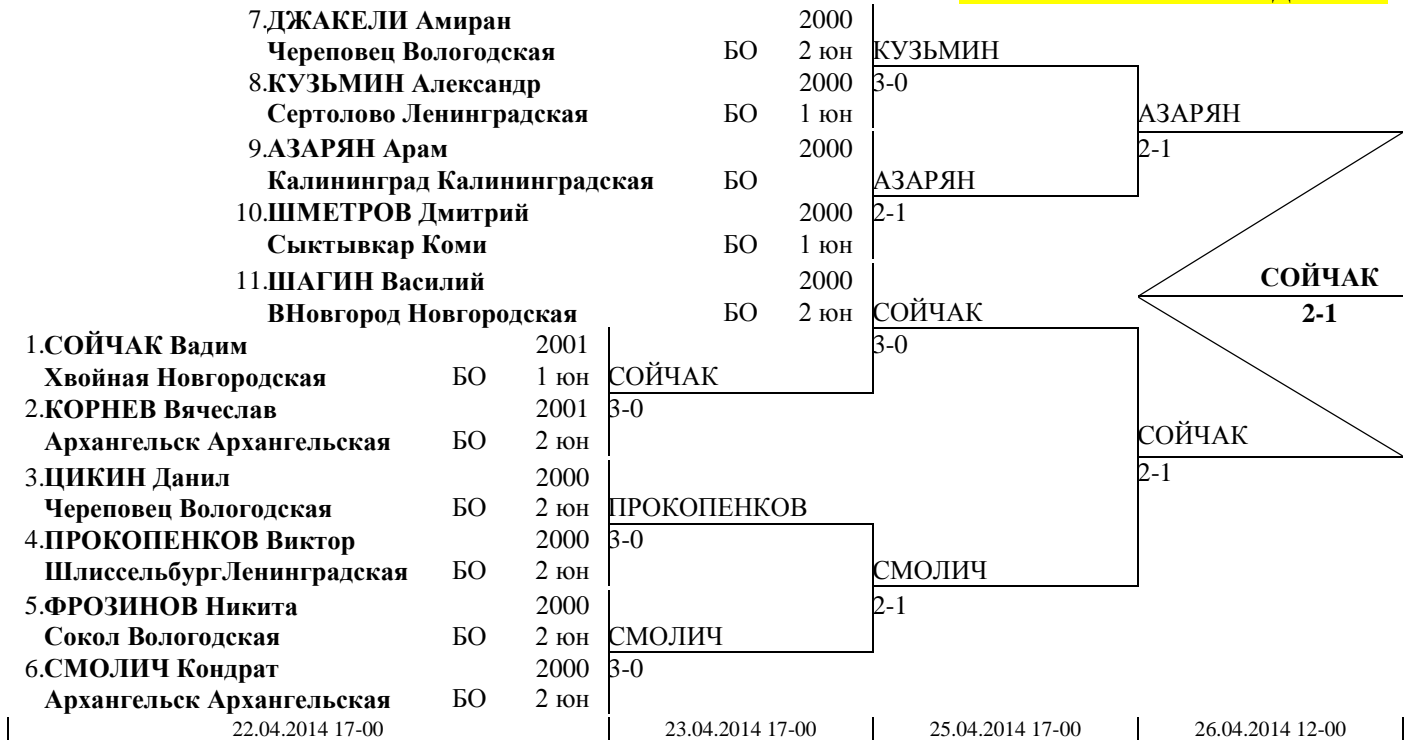 7.ДЖАКЕЛИ Амиран 2000
Череповец Вологодская БО 2 юн КУЗЬМИН
8.КУЗЬМИН Александр 2000 3-0
Сертолово Ленинградская БО 1 юн АЗАРЯН
9.АЗАРЯН Арам 2000 2-1
Калининград Калининградская БО АЗАРЯН
10.ШМЕТРОВ Дмитрий 2000 2-1
Сыктывкар Коми БО 1 юн
11.ШАГИН Василий 2000 СОЙЧАК
ВНовгород Новгородская БО 2 юн СОЙЧАК 2-1
1.СОЙЧАК Вадим 2001 3-0
Хвойная Новгородская БО 1 юн СОЙЧАК
2.КОРНЕВ Вячеслав 2001 3-0
Архангельск Архангельская БО 2 юн СОЙЧАК
3.ЦИКИН Данил 2000 2-1
Череповец Вологодская БО 2 юн ПРОКОПЕНКОВ
4.ПРОКОПЕНКОВ Виктор 2000 3-0
ШлиссельбургЛенинградская БО 2 юн СМОЛИЧ
5.ФРОЗИНОВ Никита 2000 2-1
Сокол Вологодская БО 2 юн СМОЛИЧ
6.СМОЛИЧ Кондрат 2000 3-0
Архангельск Архангельская БО 2 юн
22.04.2014 17-00 23.04.2014 17-00 25.04.2014 17-00 26.04.2014 12-00